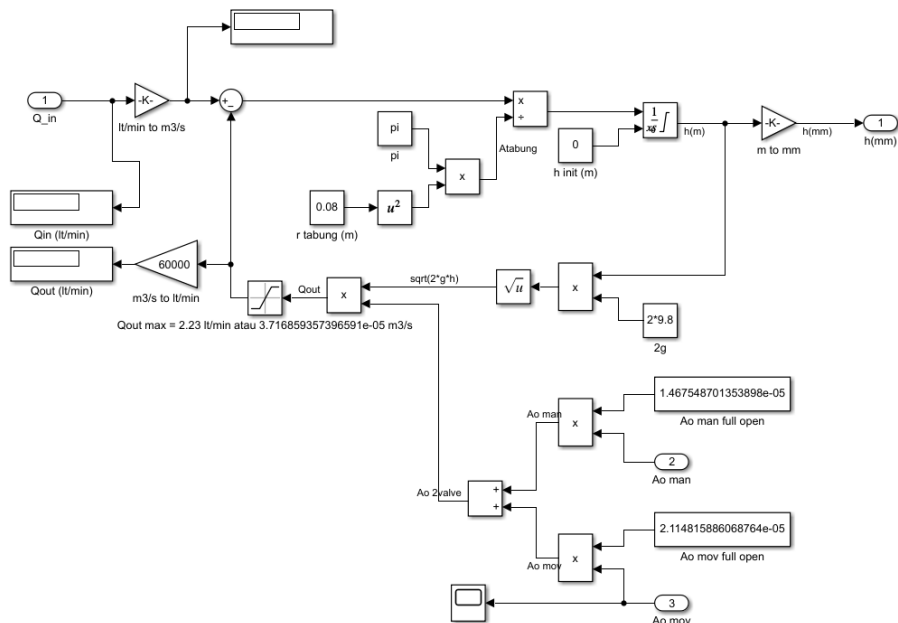 1
Q_in
-K-
lt/min to m3/s
+
−
pi
pi
x
÷
Atabung
x
0
h init (m)
h(m)
-K-
m to mm
h(mm)
1
h(mm)
Qin (lt/min)
0.08
r tabung (m)
u²
Qout (lt/min)
60000
m3/s to lt/min
Qout
x
sqrt(2*g*h)
√u
x
Qout max = 2.23 lt/min atau 3.716859357396591e-05 m3/s
2*9.8
2g
1.467548701353898e-05
Ao man full open
Ao man
x
2
Ao man
Ao 2valve
+
+
2.114815886068764e-05
Ao mov full open
Ao mov
x
3
Ao mov